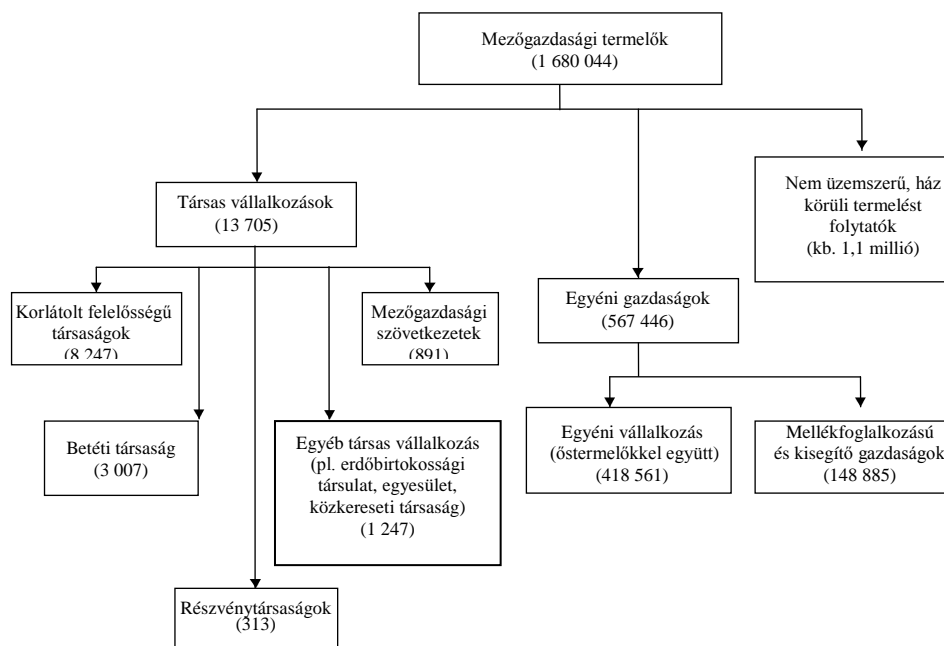 Mezőgazdasági termelők
(1 680 044)
Társas vállalkozások
(13 705)
Nem üzemszerű, ház
körüli termelést
folytatók
(kb. 1,1 millió)
Egyéni gazdaságok
(567 446)
Korlátolt felelősségű
társaságok
(8 247)
Mezőgazdasági
szövetkezetek
(891)
Betéti társaság
(3 007)
Egyéb társas vállalkozás
(pl. erdőbirtokossági
társulat, egyesület,
közkereseti társaság)
(1 247)
Egyéni vállalkozás
(őstermelőkkel együtt)
(418 561)
Mellékfoglalkozású
és kisegítő gazdaságok
(148 885)
Részvénytársaságok
(313)